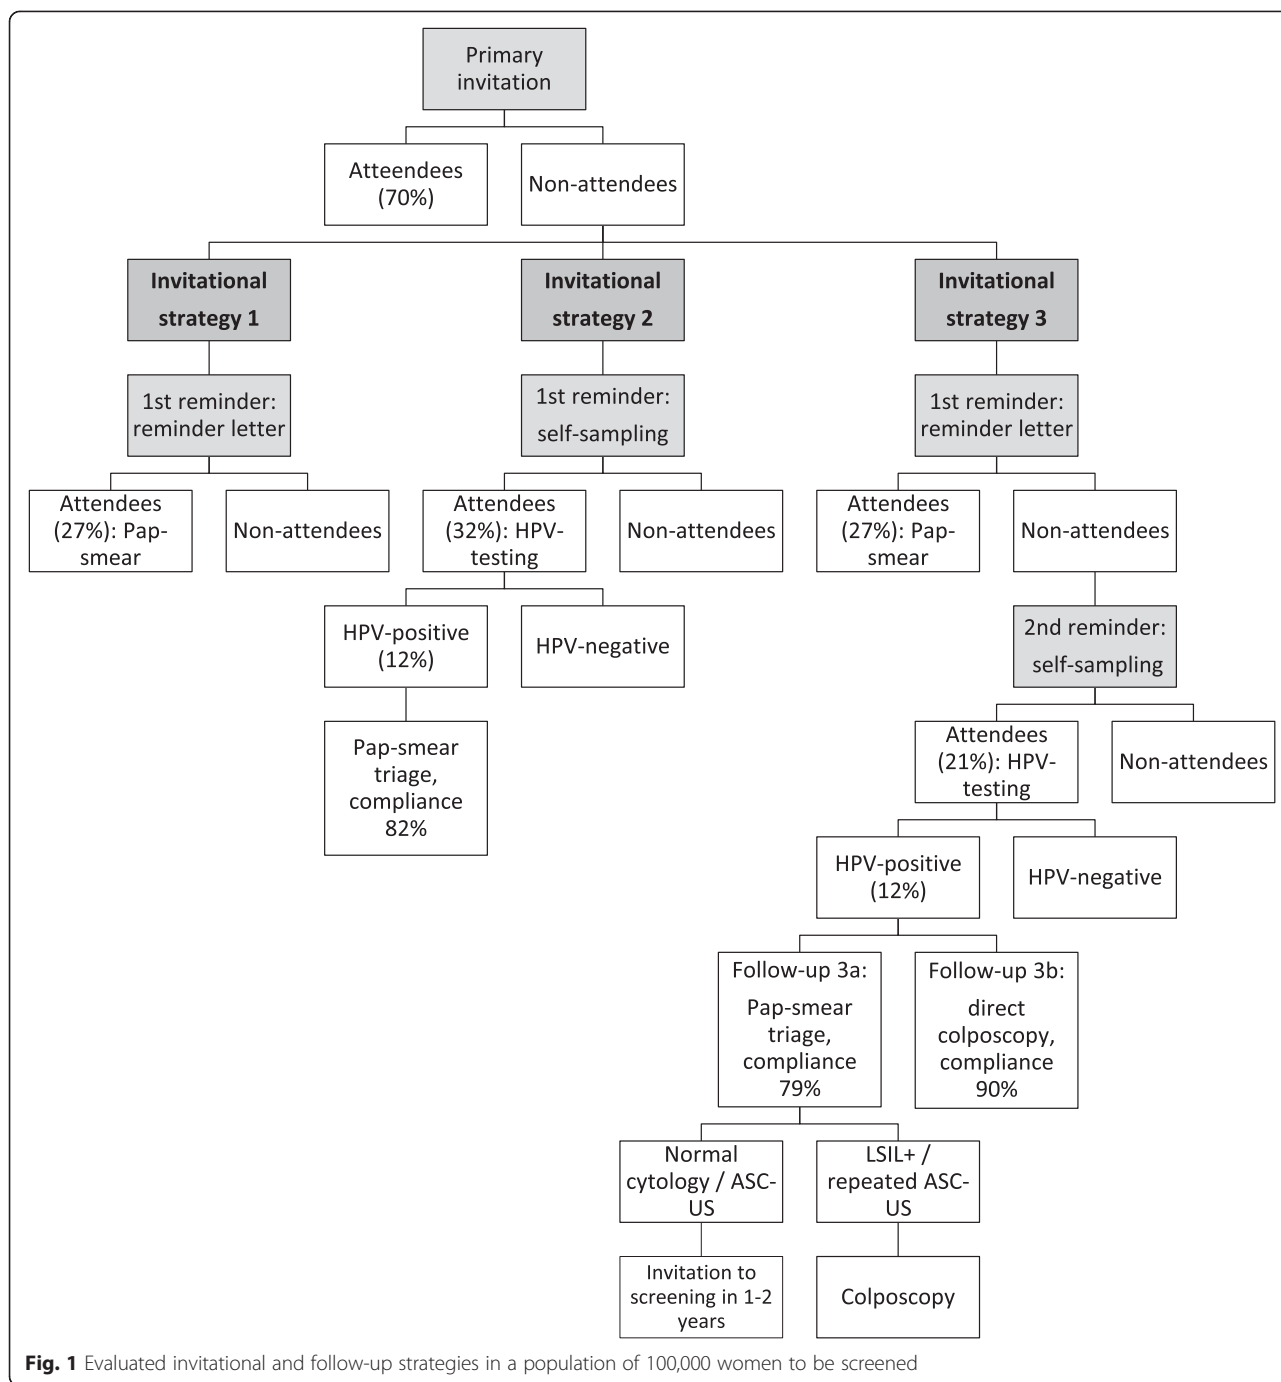 Primary
invitation
Atteendees
(70%)
Non-attendees
Invitational
strategy 1
Invitational
strategy 2
Invitational
strategy 3
1st reminder:
reminder letter
1st reminder:
self-sampling
1st reminder:
reminder letter
Attendees
(27%): Pap-
smear
Non-attendees
Attendees
(32%): HPV-
testing
Non-attendees
Attendees
(27%): Pap-
smear
Non-attendees
HPV-positive
(12%)
HPV-negative
2nd reminder:
self-sampling
Pap-smear
triage,
compliance
82%
Attendees
(21%): HPV-
testing
Non-attendees
HPV-positive
(12%)
HPV-negative
Follow-up 3a:
Pap-smear
triage,
compliance
79%
Follow-up 3b:
direct
colposcopy,
compliance
90%
Normal
cytology / ASC-
US
LSIL+ /
repeated ASC-
US
Invitation to
screening in 1-2
years
Colposcopy
Fig. 1 Evaluated invitational and follow-up strategies in a population of 100,000 women to be screened